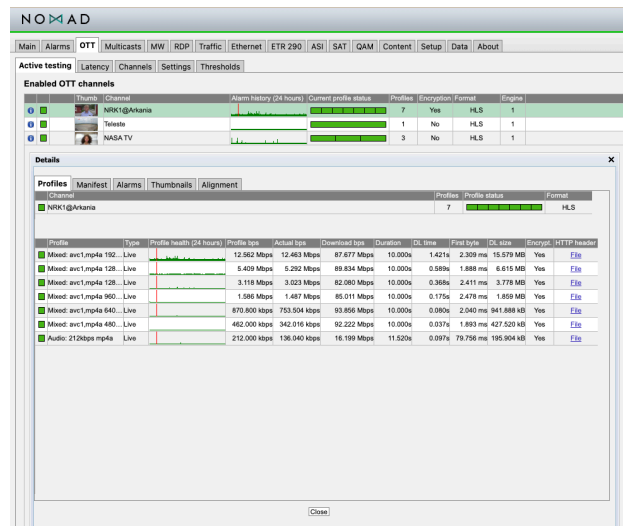 NOMAD
Main Alarms OTT Multicasts MW RDP Traffic Ethernet ETR 290 ASI SAT QAM Content Setup Data About
Active testing Latency Channels Settings Thresholds
Enabled OTT channels
Thumb Channel Alarm history (24 hours) Current profile status Profiles Encryption Format Engine
NRK1@Arkania 7 Yes HLS 1
Teleste 1 No HLS 1
NASA TV 3 No HLS 1
Details X
Profiles Manifest Alarms Thumbnails Alignment
Channel Profiles Profile status Format
NRK1@Arkania 7 HLS
Profile Type Profile health (24 hours) Profile bps Actual bps Download bps Duration DL time First byte DL size Encrypt. HTTP header
Mixed: avc1,mp4a 192... Live 12.562 Mbps 12.463 Mbps 87.677 Mbps 10.000s 1.421s 2.309 ms 15.579 MB Yes File
Mixed: avc1,mp4a 128... Live 5.409 Mbps 5.292 Mbps 89.834 Mbps 10.000s 0.589s 1.888 ms 6.615 MB Yes File
Mixed: avc1,mp4a 128... Live 3.118 Mbps 3.023 Mbps 82.080 Mbps 10.000s 0.368s 2.411 ms 3.778 MB Yes File
Mixed: avc1,mp4a 960... Live 1.586 Mbps 1.487 Mbps 85.011 Mbps 10.000s 0.175s 2.478 ms 1.859 MB Yes File
Mixed: avc1,mp4a 640... Live 870.800 kbps 753.504 kbps 93.856 Mbps 10.000s 0.080s 2.040 ms 941.888 kB Yes File
Mixed: avc1,mp4a 480... Live 462.000 kbps 342.016 kbps 92.222 Mbps 10.000s 0.037s 1.893 ms 427.520 kB Yes File
Audio: 212kbps mp4a Live 212.000 kbps 136.040 kbps 16.199 Mbps 11.520s 0.097s 79.756 ms 195.904 kB Yes File
Close